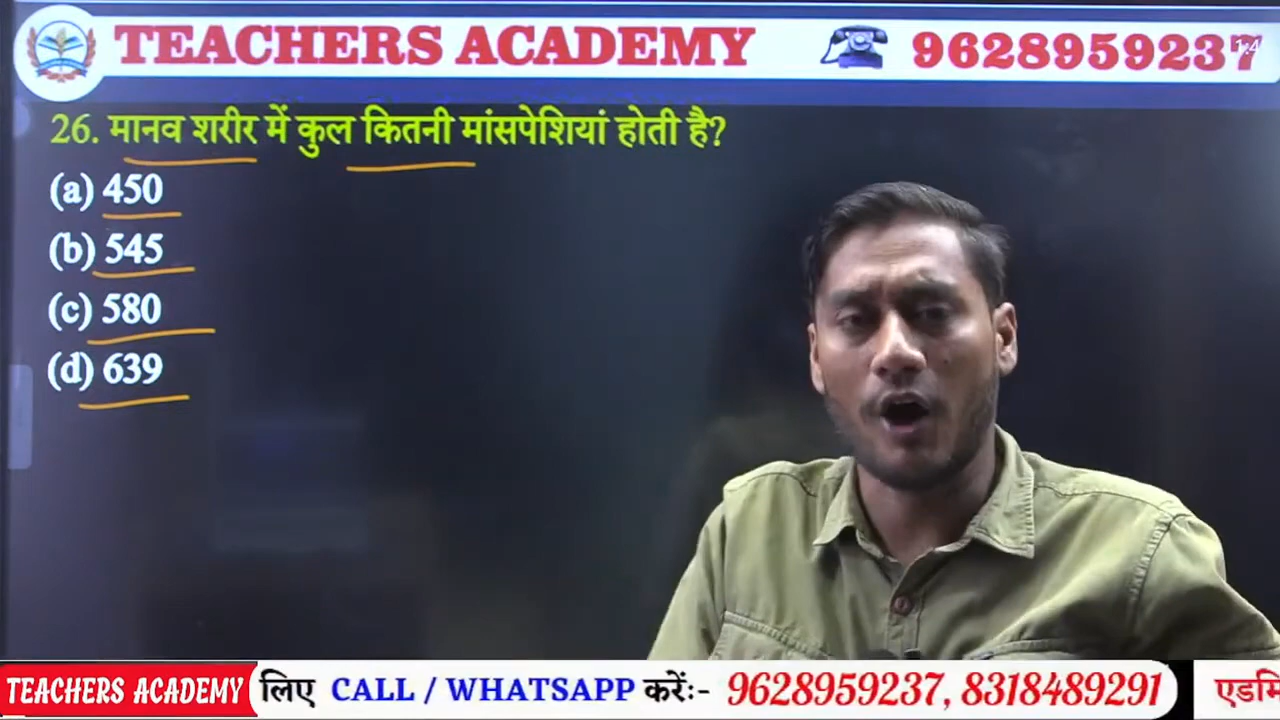 TEACHERS ACADEMY
9628959237
26. मानव शरीर में कुल कितनी मांसपेशियां होती है?
(a) 450
(b) 545
(c) 580
(d) 639
TEACHERS ACADEMY लिए CALL / WHATSAPP करेंः- 9628959237, 8318489291